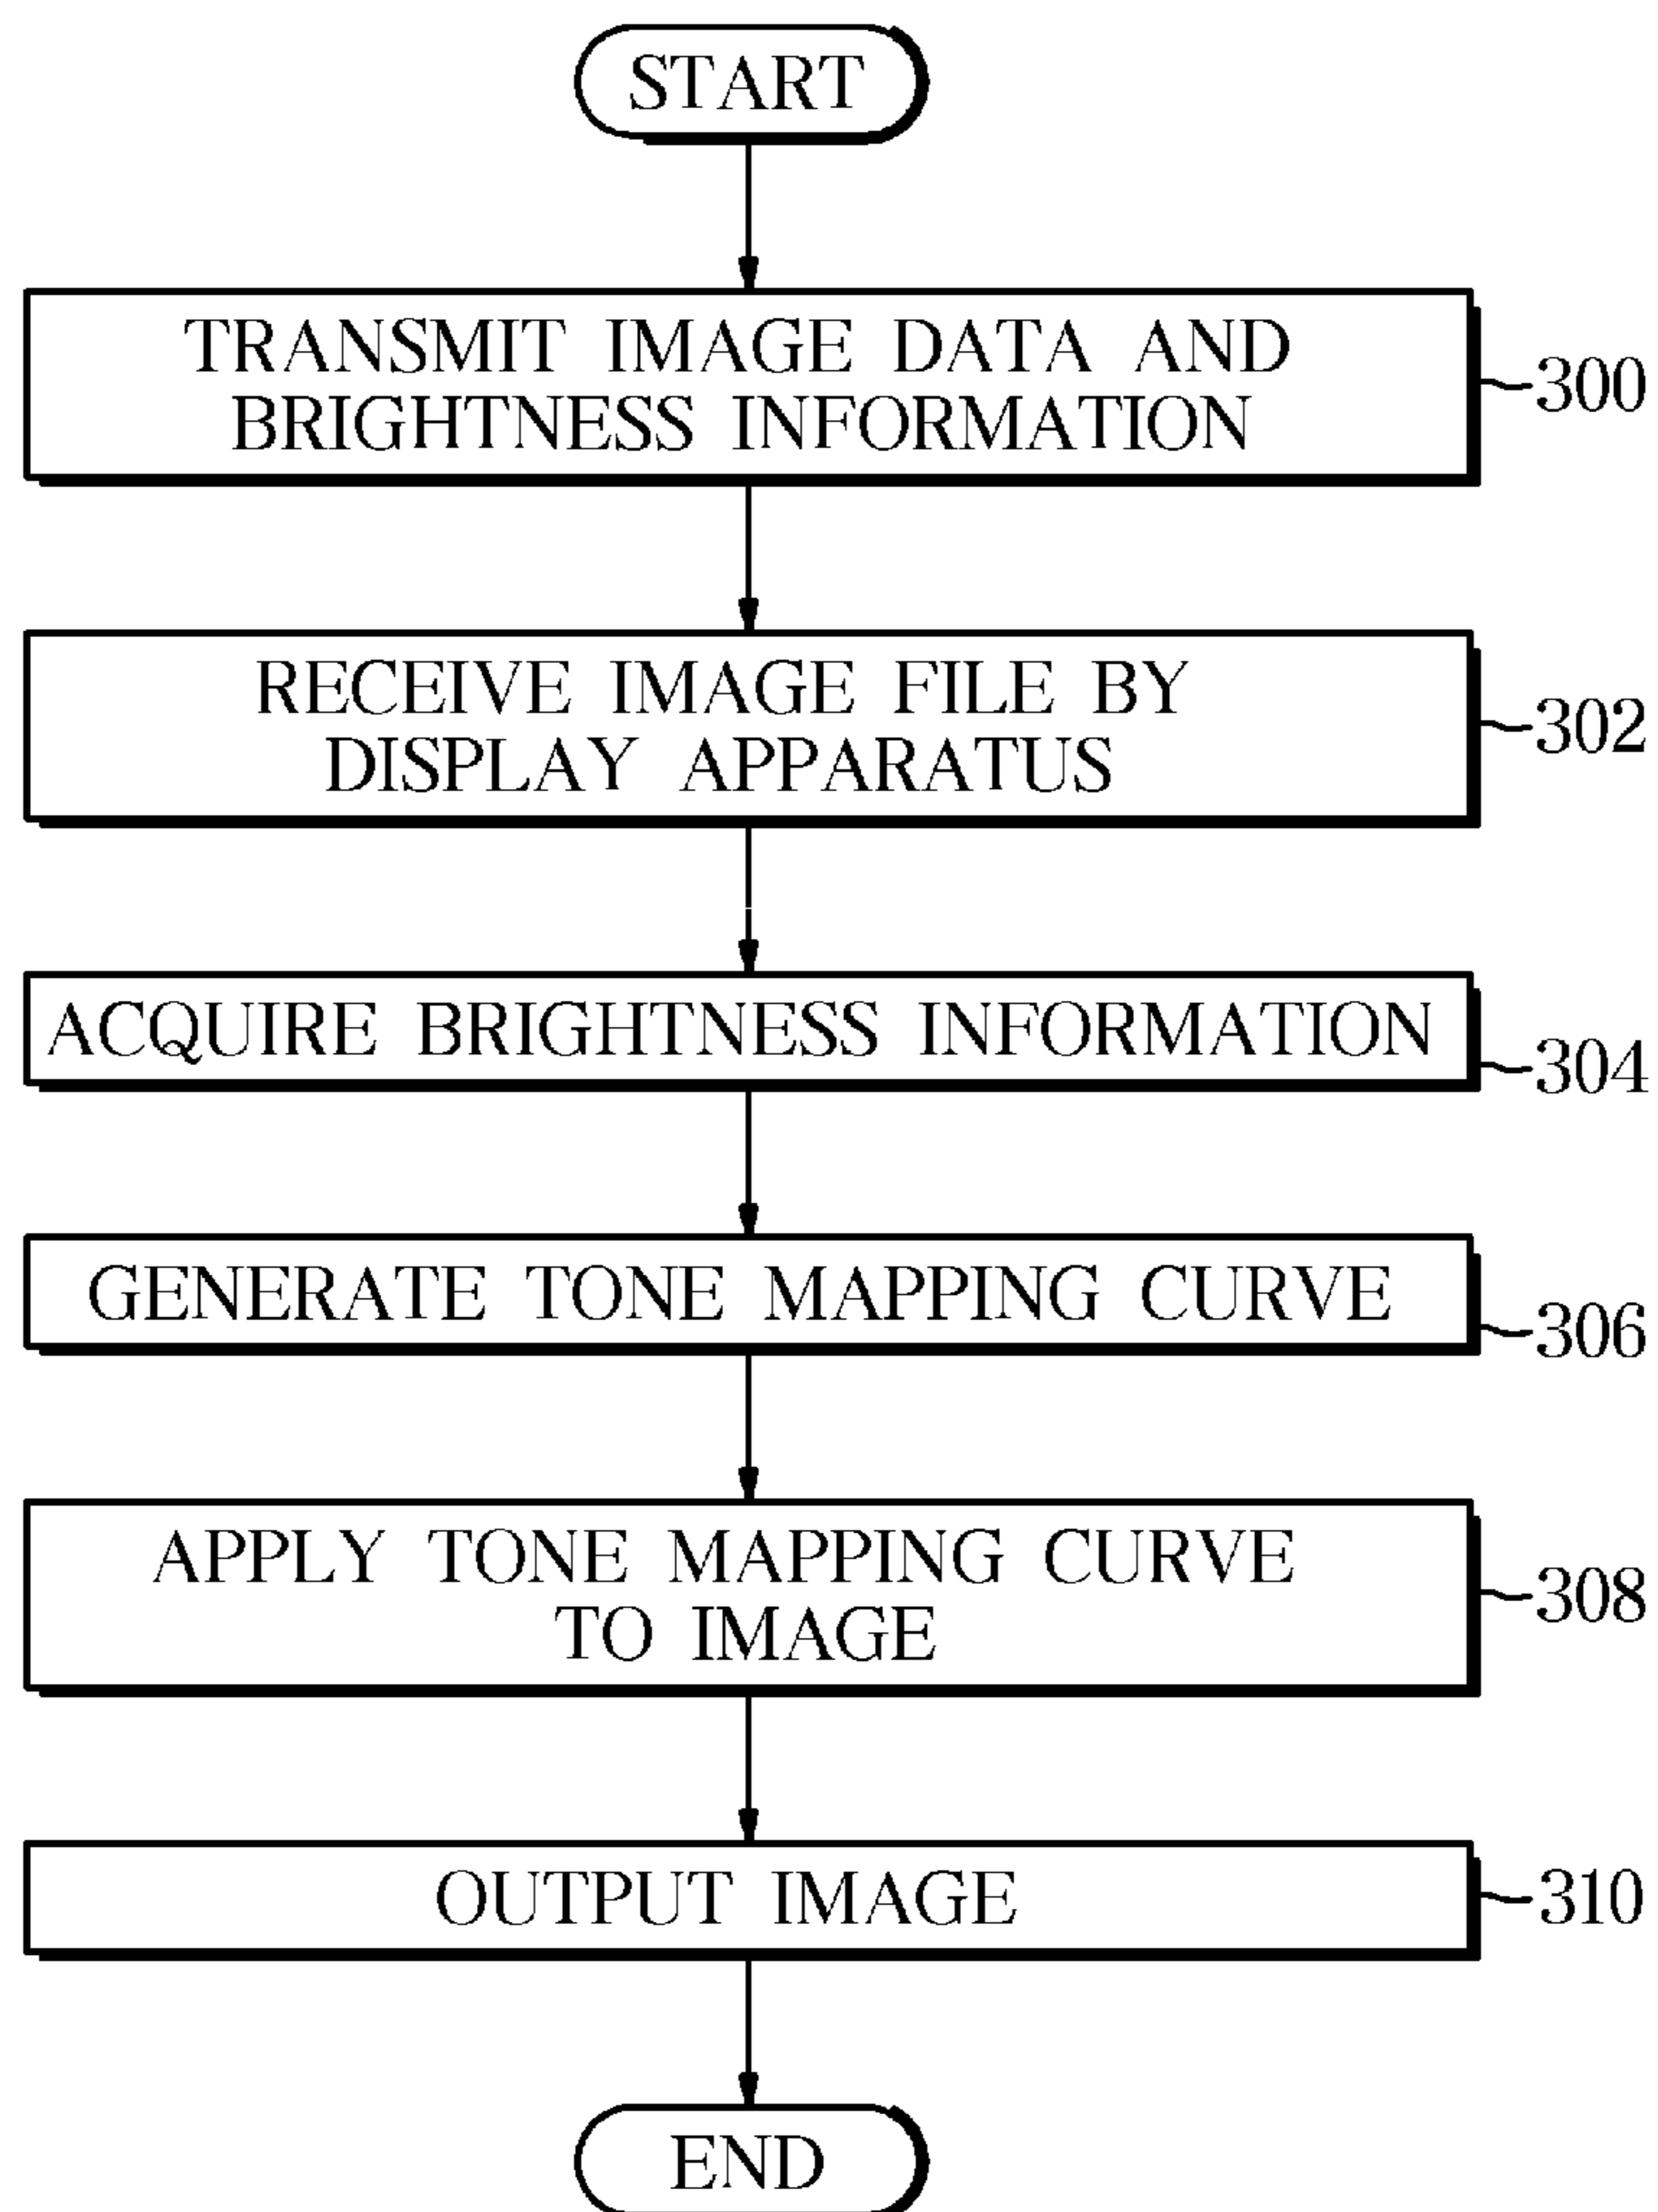 START
TRANSMIT IMAGE DATA AND
BRIGHTNESS INFORMATION
300
RECEIVE IMAGE FILE BY
DISPLAY APPARATUS
302
ACQUIRE BRIGHTNESS INFORMATION
304
GENERATE TONE MAPPING CURVE
306
APPLY TONE MAPPING CURVE
TO IMAGE
308
OUTPUT IMAGE
310
END